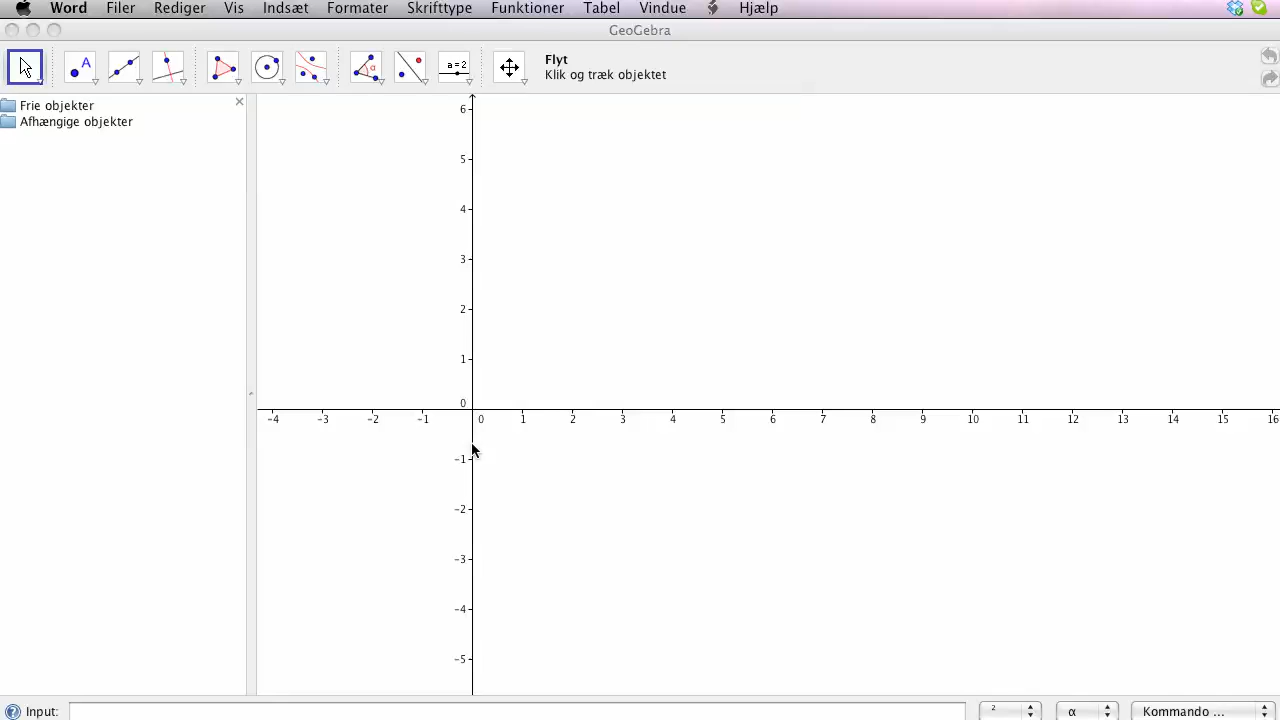 Word Filer Rediger Vis Indsæt Formater Skrifttype Funktioner Tabel Vindue Hjælp
GeoGebra
A
α
a = 2
Flyt
Klik og træk objektet
Frie objekter
Afhængige objekter
6
5
4
3
2
1
0
-4 -3 -2 -1 0 1 2 3 4 5 6 7 8 9 10 11 12 13 14 15 16
-1
-2
-3
-4
-5
Input: ² α Kommando ...